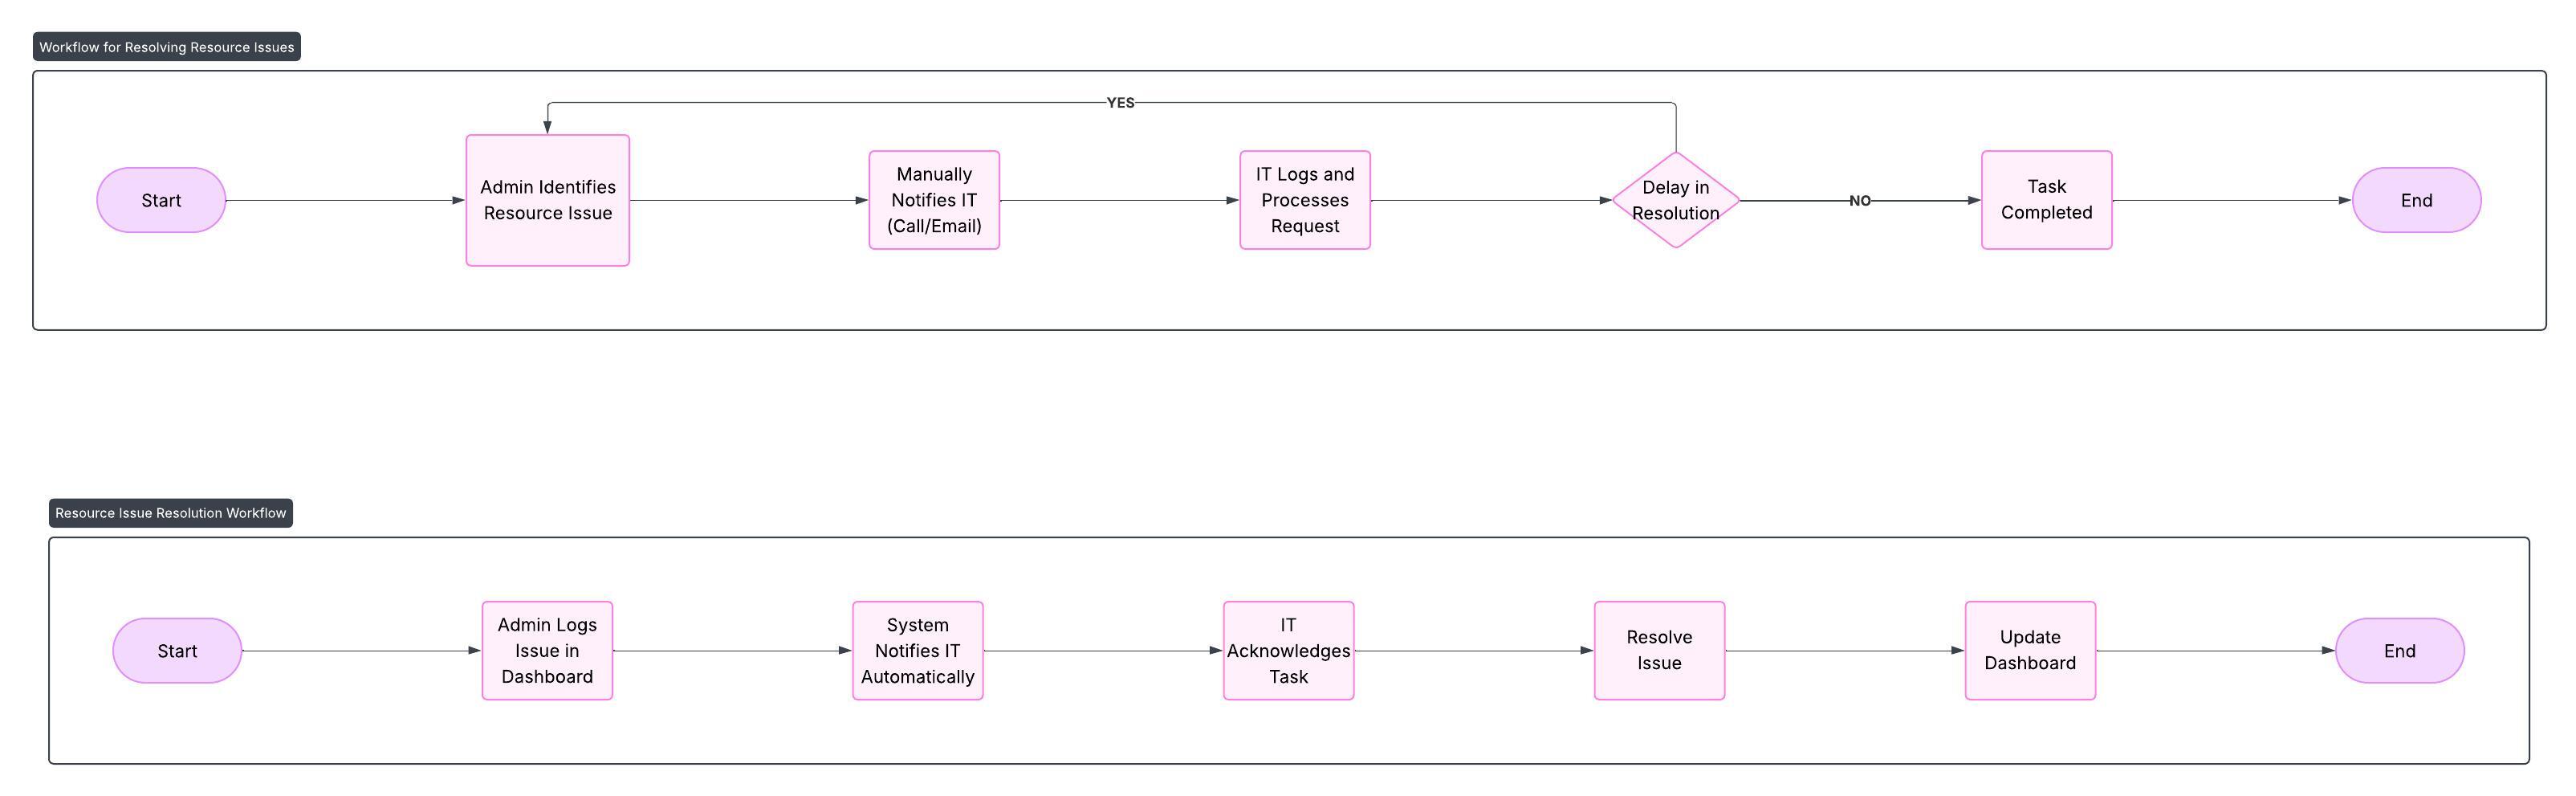 Workflow for Resolving Resource Issues
YES
Start
Admin Identifies
Resource Issue
Manually
Notifies IT
(Call/Email)
IT Logs and
Processes
Request
Delay in
Resolution
NO
Task
Completed
End
Resource Issue Resolution Workflow
Start
Admin Logs
Issue in
Dashboard
System
Notifies IT
Automatically
IT
Acknowledges
Task
Resolve
Issue
Update
Dashboard
End